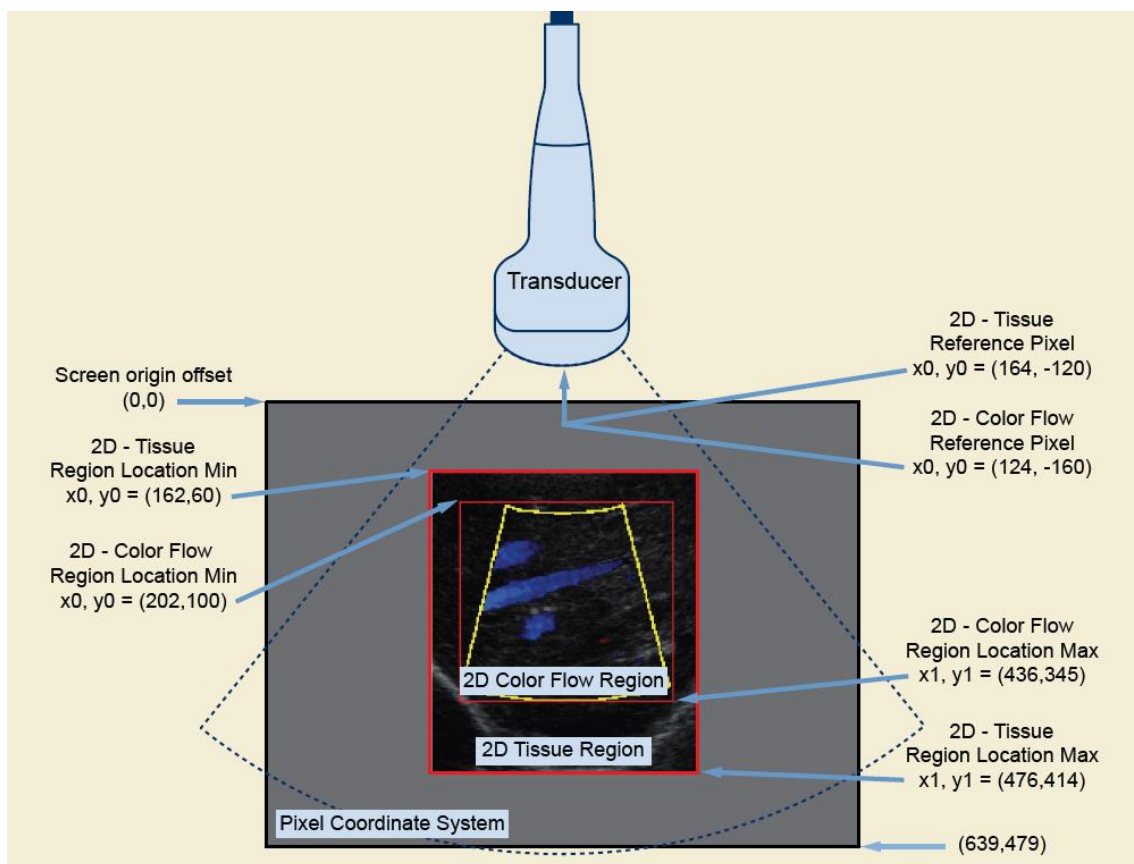 Transducer
2D - Tissue
Reference Pixel
x0, y0 = (164, -120)
Screen origin offset
(0,0)
2D - Color Flow
Reference Pixel
x0, y0 = (124, -160)
2D - Tissue
Region Location Min
x0, y0 = (162,60)
2D - Color Flow
Region Location Min
x0, y0 = (202,100)
2D - Color Flow
Region Location Max
x1, y1 = (436,345)
2D Color Flow Region
2D - Tissue
Region Location Max
x1, y1 = (476,414)
2D Tissue Region
Pixel Coordinate System
(639,479)